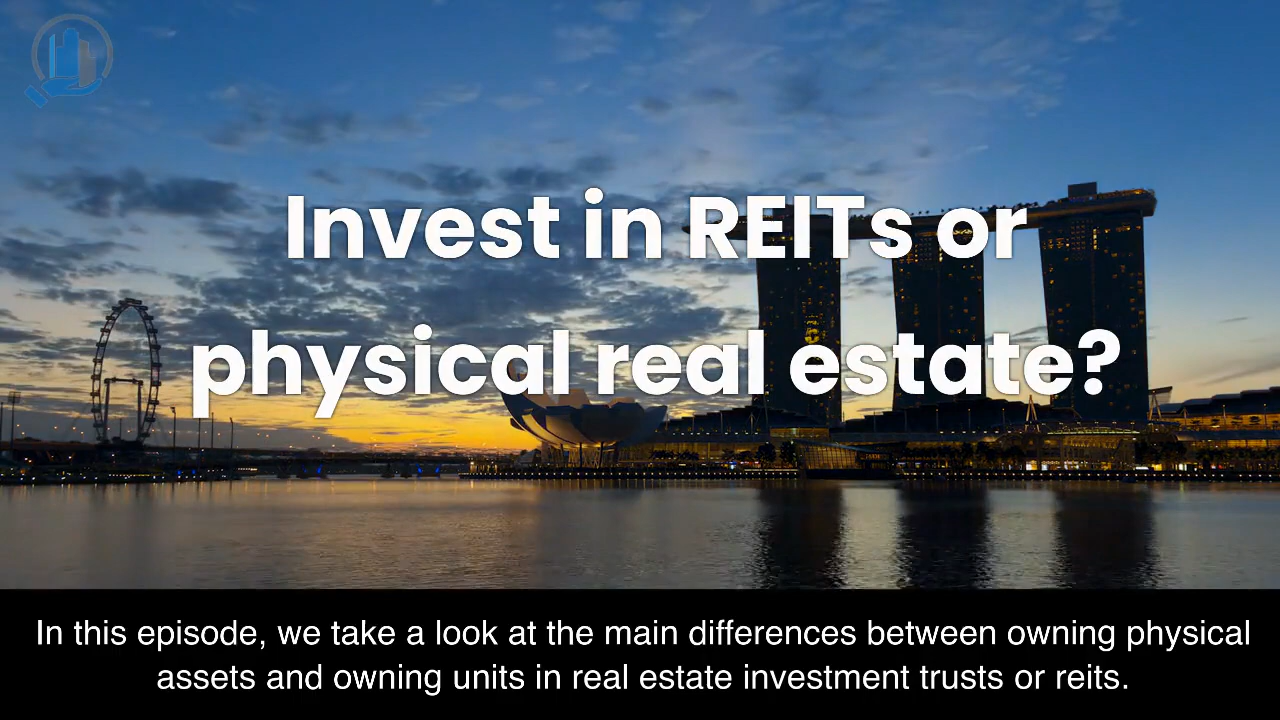 Invest in REITs or
physical real estate?
In this episode, we take a look at the main differences between owning physical
assets and owning units in real estate investment trusts or reits.